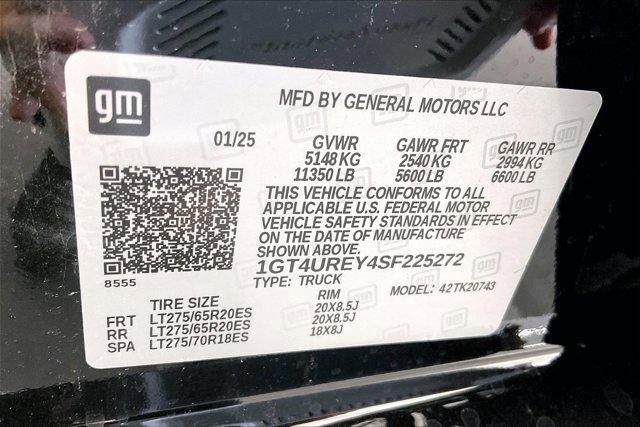 gm
MFD BY GENERAL MOTORS LLC
01/25 GVWR GAWR FRT GAWR RR
5148 KG 2540 KG 2994 KG
11350 LB 5600 LB 6600 LB
THIS VEHICLE CONFORMS TO ALL
APPLICABLE U.S. FEDERAL MOTOR
VEHICLE SAFETY STANDARDS IN EFFECT
ON THE DATE OF MANUFACTURE
SHOWN ABOVE.
1GT4UREY4SF225272
8555 TYPE: TRUCK MODEL: 42TK20743
TIRE SIZE RIM
FRT LT275/65R20ES 20X8.5J
RR LT275/65R20ES 20X8.5J
SPA LT275/70R18ES 18X8J